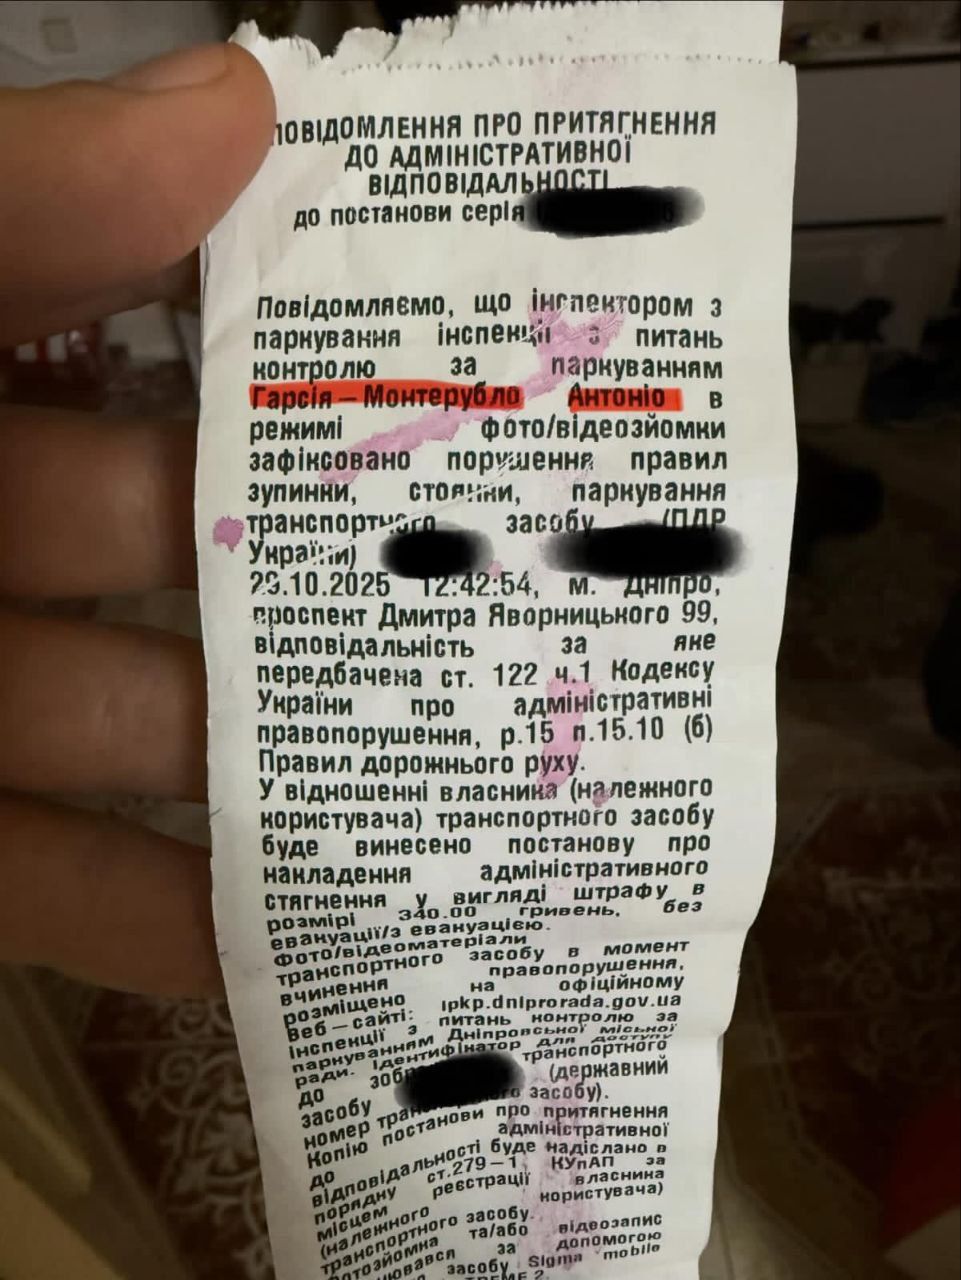 ПОВІДОМЛЕННЯ ПРО ПРИТЯГНЕННЯ
ДО АДМІНІСТРАТИВНОЇ
ВІДПОВІДАЛЬНОСТІ
до постанови серія
Повідомляємо, що інспектором з
паркування інспекції з питань
контролю за паркуванням
Гарсія-Монтерубло Антоніо в
режимі фото/відеозйомки
зафіксовано порушення правил
зупинки, стоянки, паркування
транспортного засобу (ПДР
України)
29.10.2025 12:42:54, м. Дніпро,
проспект Дмитра Яворницького 99,
відповідальність за яке
передбачена ст. 122 ч.1 Кодексу
України про адміністративні
правопорушення, р.15 п.15.10 (б)
Правил дорожнього руху.
У відношенні власника (належного
користувача) транспортного засобу
буде винесено постанову про
накладення адміністративного
стягнення у вигляді штрафу в
розмірі 340.00 гривень, без
евакуації/з евакуацією.
Фото/відеоматеріали
транспортного засобу в момент
вчинення правопорушення,
розміщено на офіційному
веб-сайті: ipkp.dniprorada.gov.ua
Інспекції з питань контролю за
паркуванням Дніпровської міської
ради. Ідентифікатор для доступу
до транспортного
засобу (державний
номер транспортного засобу).
Копію постанови про притягнення
до адміністративної
відповідальності буде надіслано в
порядку ст.279-1, КУпАП за
місцем реєстрації власника
(належного користувача)
транспортного засобу.
Фотозйомка та/або відеозапис
за допомогою
засобу Sigma mobile